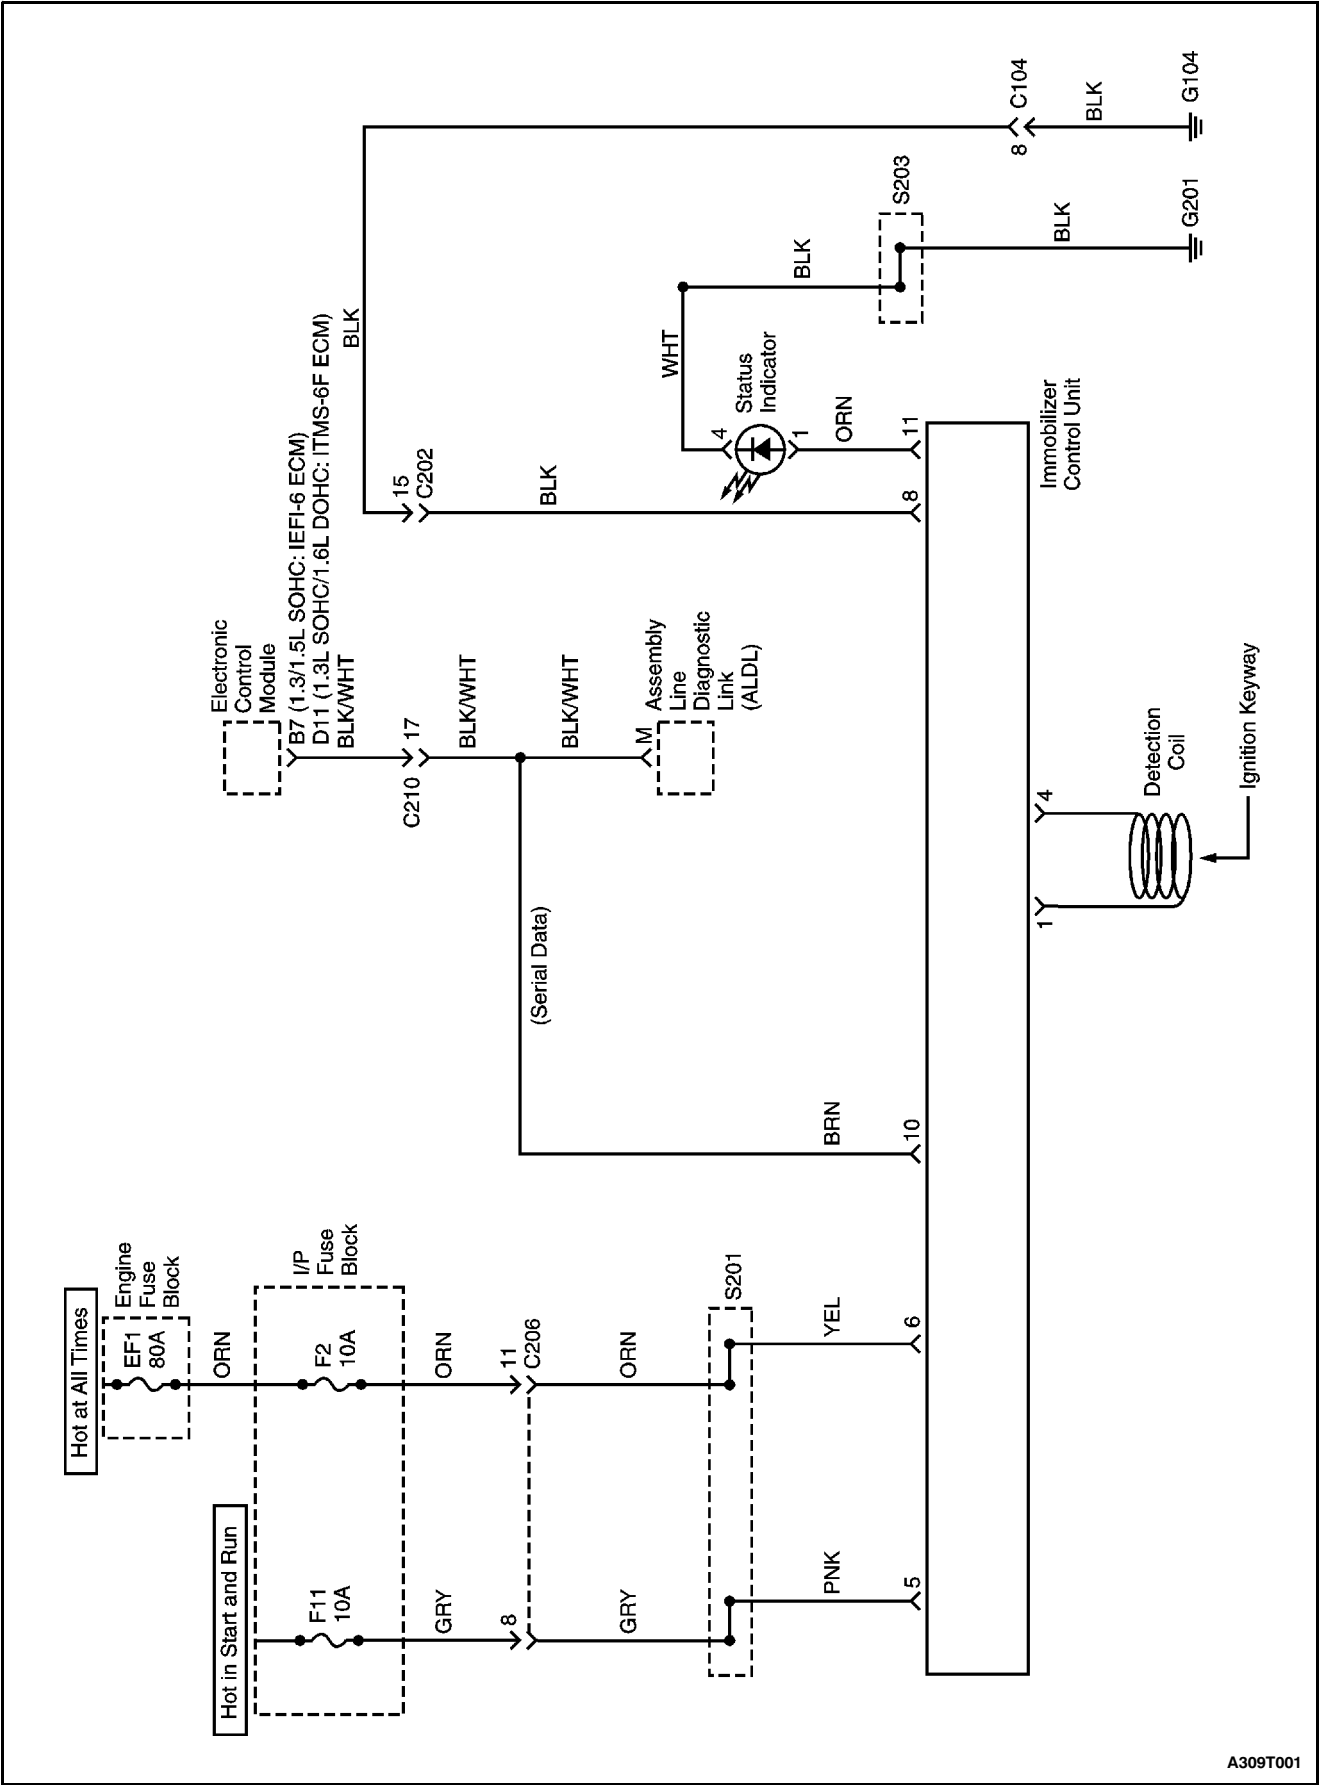 Hot at All Times
Engine
Fuse
Block
EF1
80A
ORN
I/P
Fuse
Block
Hot in Start and Run
F11
10A
F2
10A
GRY
ORN
8
11
C206
GRY
ORN
S201
PNK
YEL
5
6
BRN
10
(Serial Data)
Electronic
Control
Module
B7 (1.3/1.5L SOHC: IEFI-6 ECM)
D11 (1.3L SOHC/1.6L DOHC: ITMS-6F ECM)
BLK/WHT
C210
17
BLK/WHT
BLK/WHT
M
Assembly
Line
Diagnostic
Link
(ALDL)
BLK
15
C202
BLK
8
WHT
4
Status
Indicator
1
ORN
11
BLK
S203
BLK
G201
8
C104
BLK
G104
Immobilizer
Control Unit
1
4
Detection
Coil
Ignition Keyway
A309T001